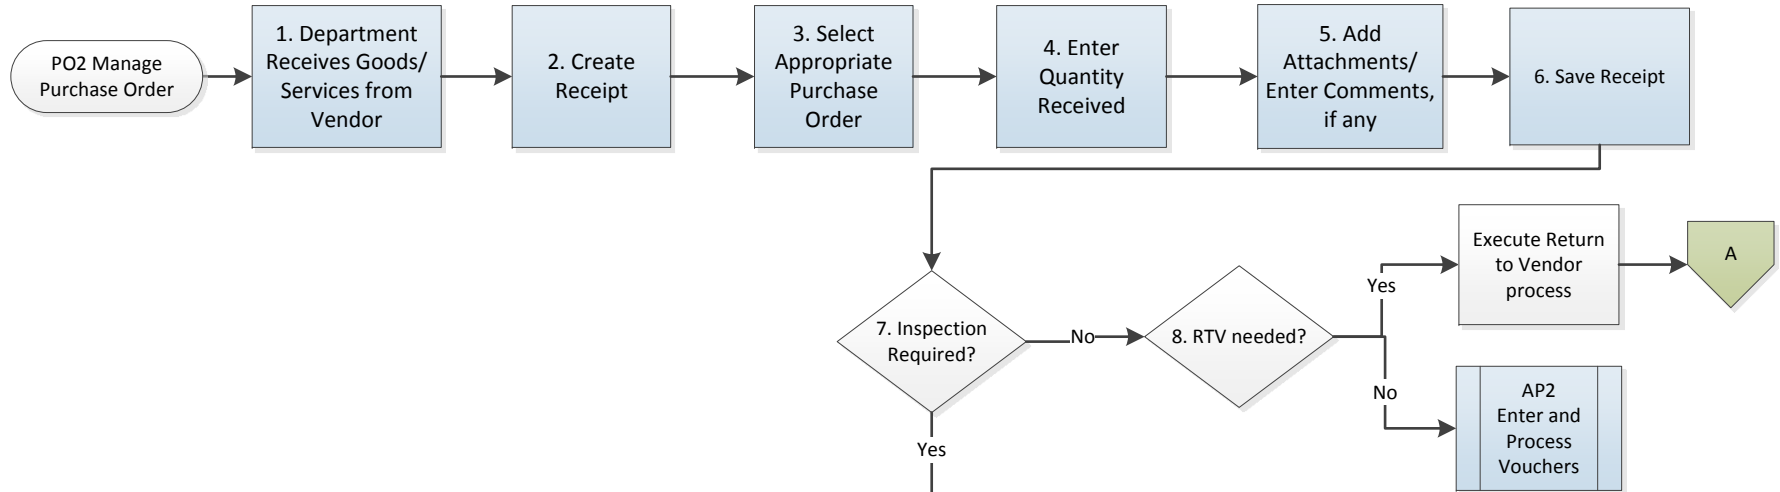 PO2 Manage
Purchase Order
1. Department
Receives Goods/
Services from
Vendor
2. Create
Receipt
3. Select
Appropriate
Purchase
Order
4. Enter
Quantity
Received
5. Add
Attachments/
Enter Comments,
if any
6. Save Receipt
7. Inspection
Required?
No
Yes
8. RTV needed?
Yes
No
Execute Return
to Vendor
process
A
AP2
Enter and
Process
Vouchers